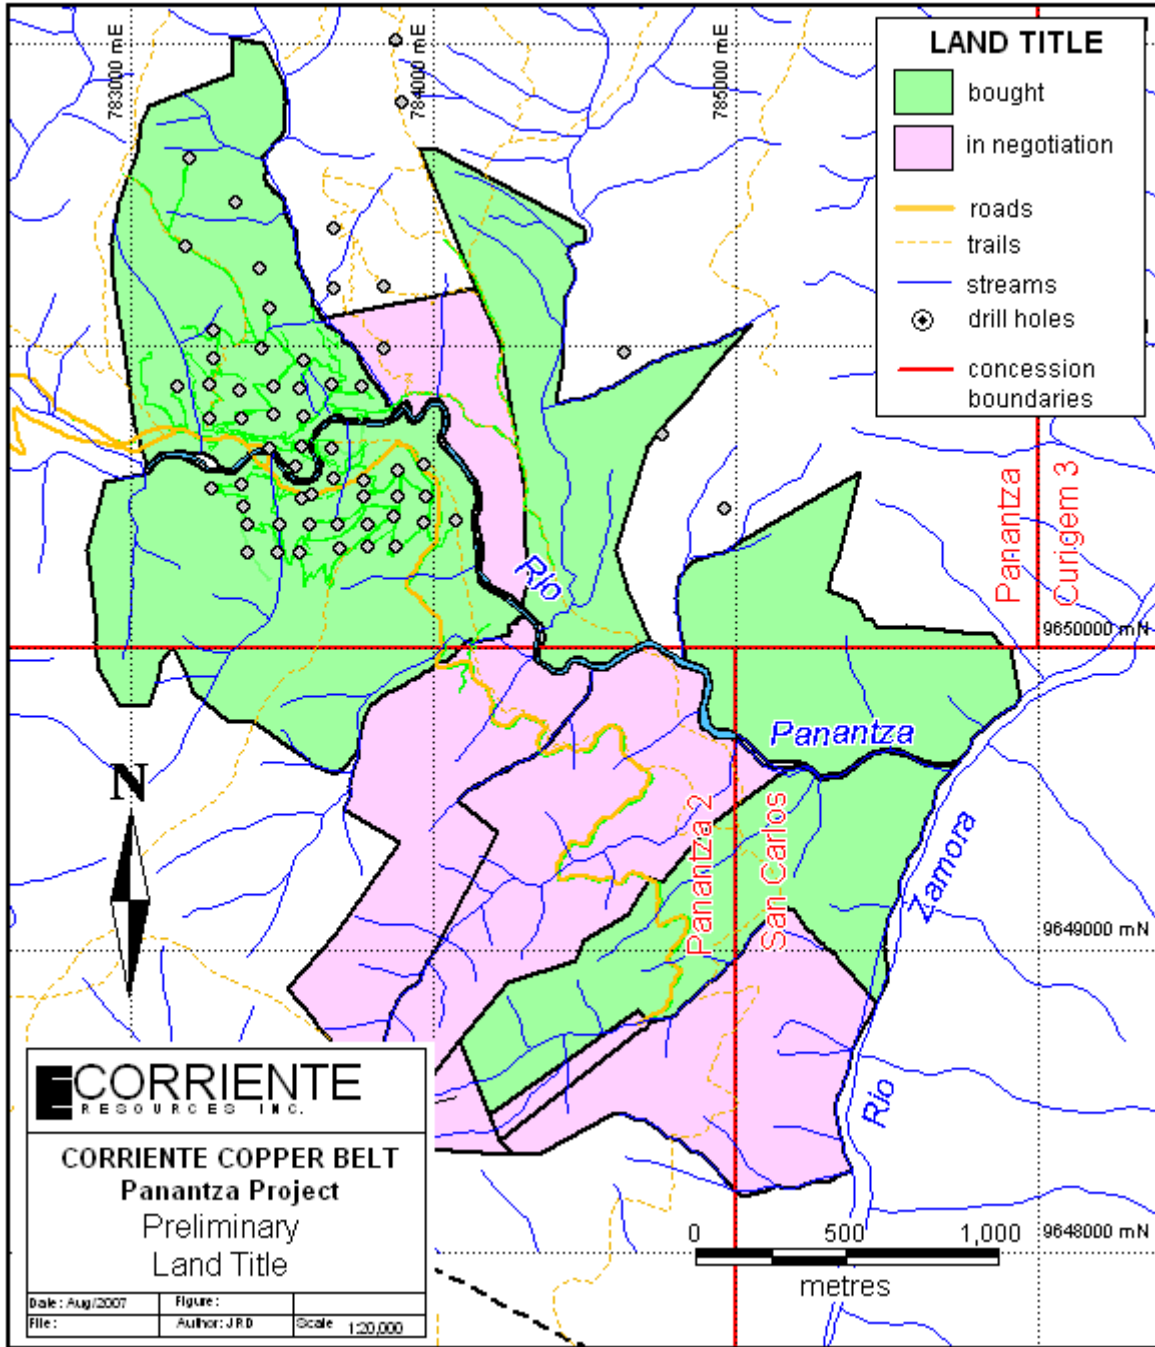 783000 mE
784000 mE
785000 mE
LAND TITLE
bought
in negotiation
roads
trails
streams
drill holes
concession
boundaries
Panantza
Curigem 3
9650000 mN
Rio
Panantza
Panantza 2
San Carlos
Zamora
Rio
9649000 mN
9648000 mN
N
CORRIENTE
RESOURCES INC.
CORRIENTE COPPER BELT
Panantza Project
Preliminary
Land Title
Date: Aug/2007
Figure:
File:
Author: JRD
Scale 1:20,000
0 500 1,000
metres